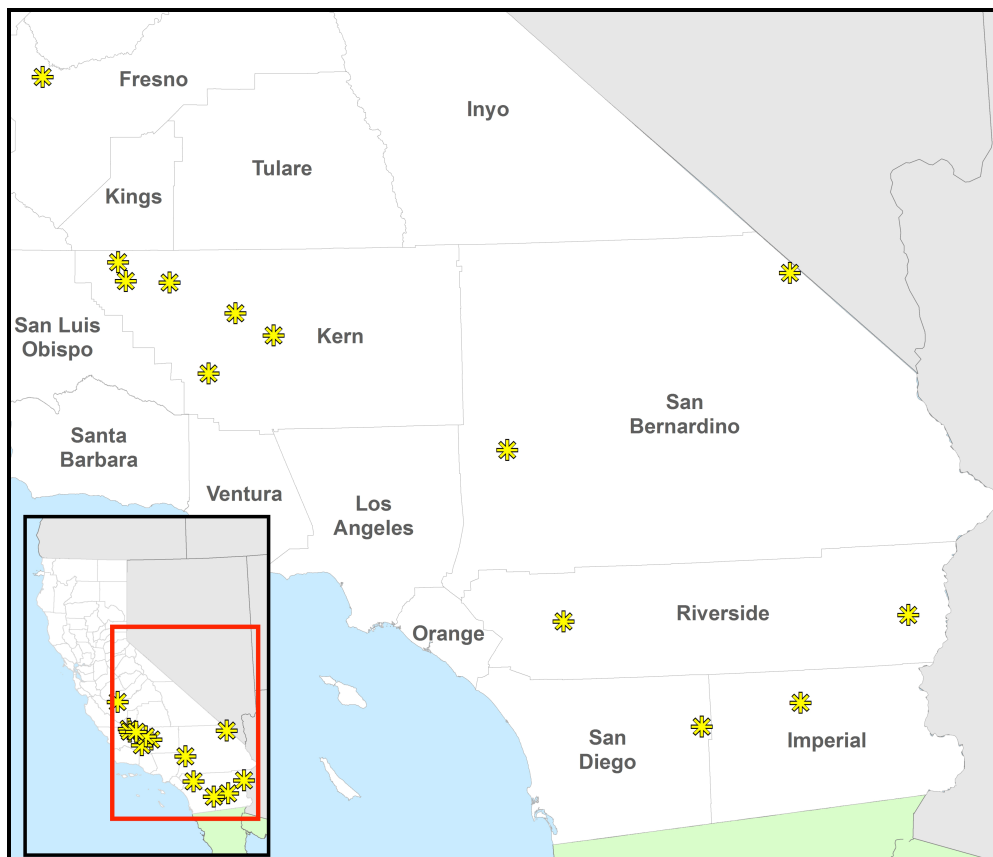 Fresno
Inyo
Tulare
Kings
San Luis
Obispo
Kern
San
Bernardino
Santa
Barbara
Ventura
Los
Angeles
Riverside
Orange
San
Diego
Imperial